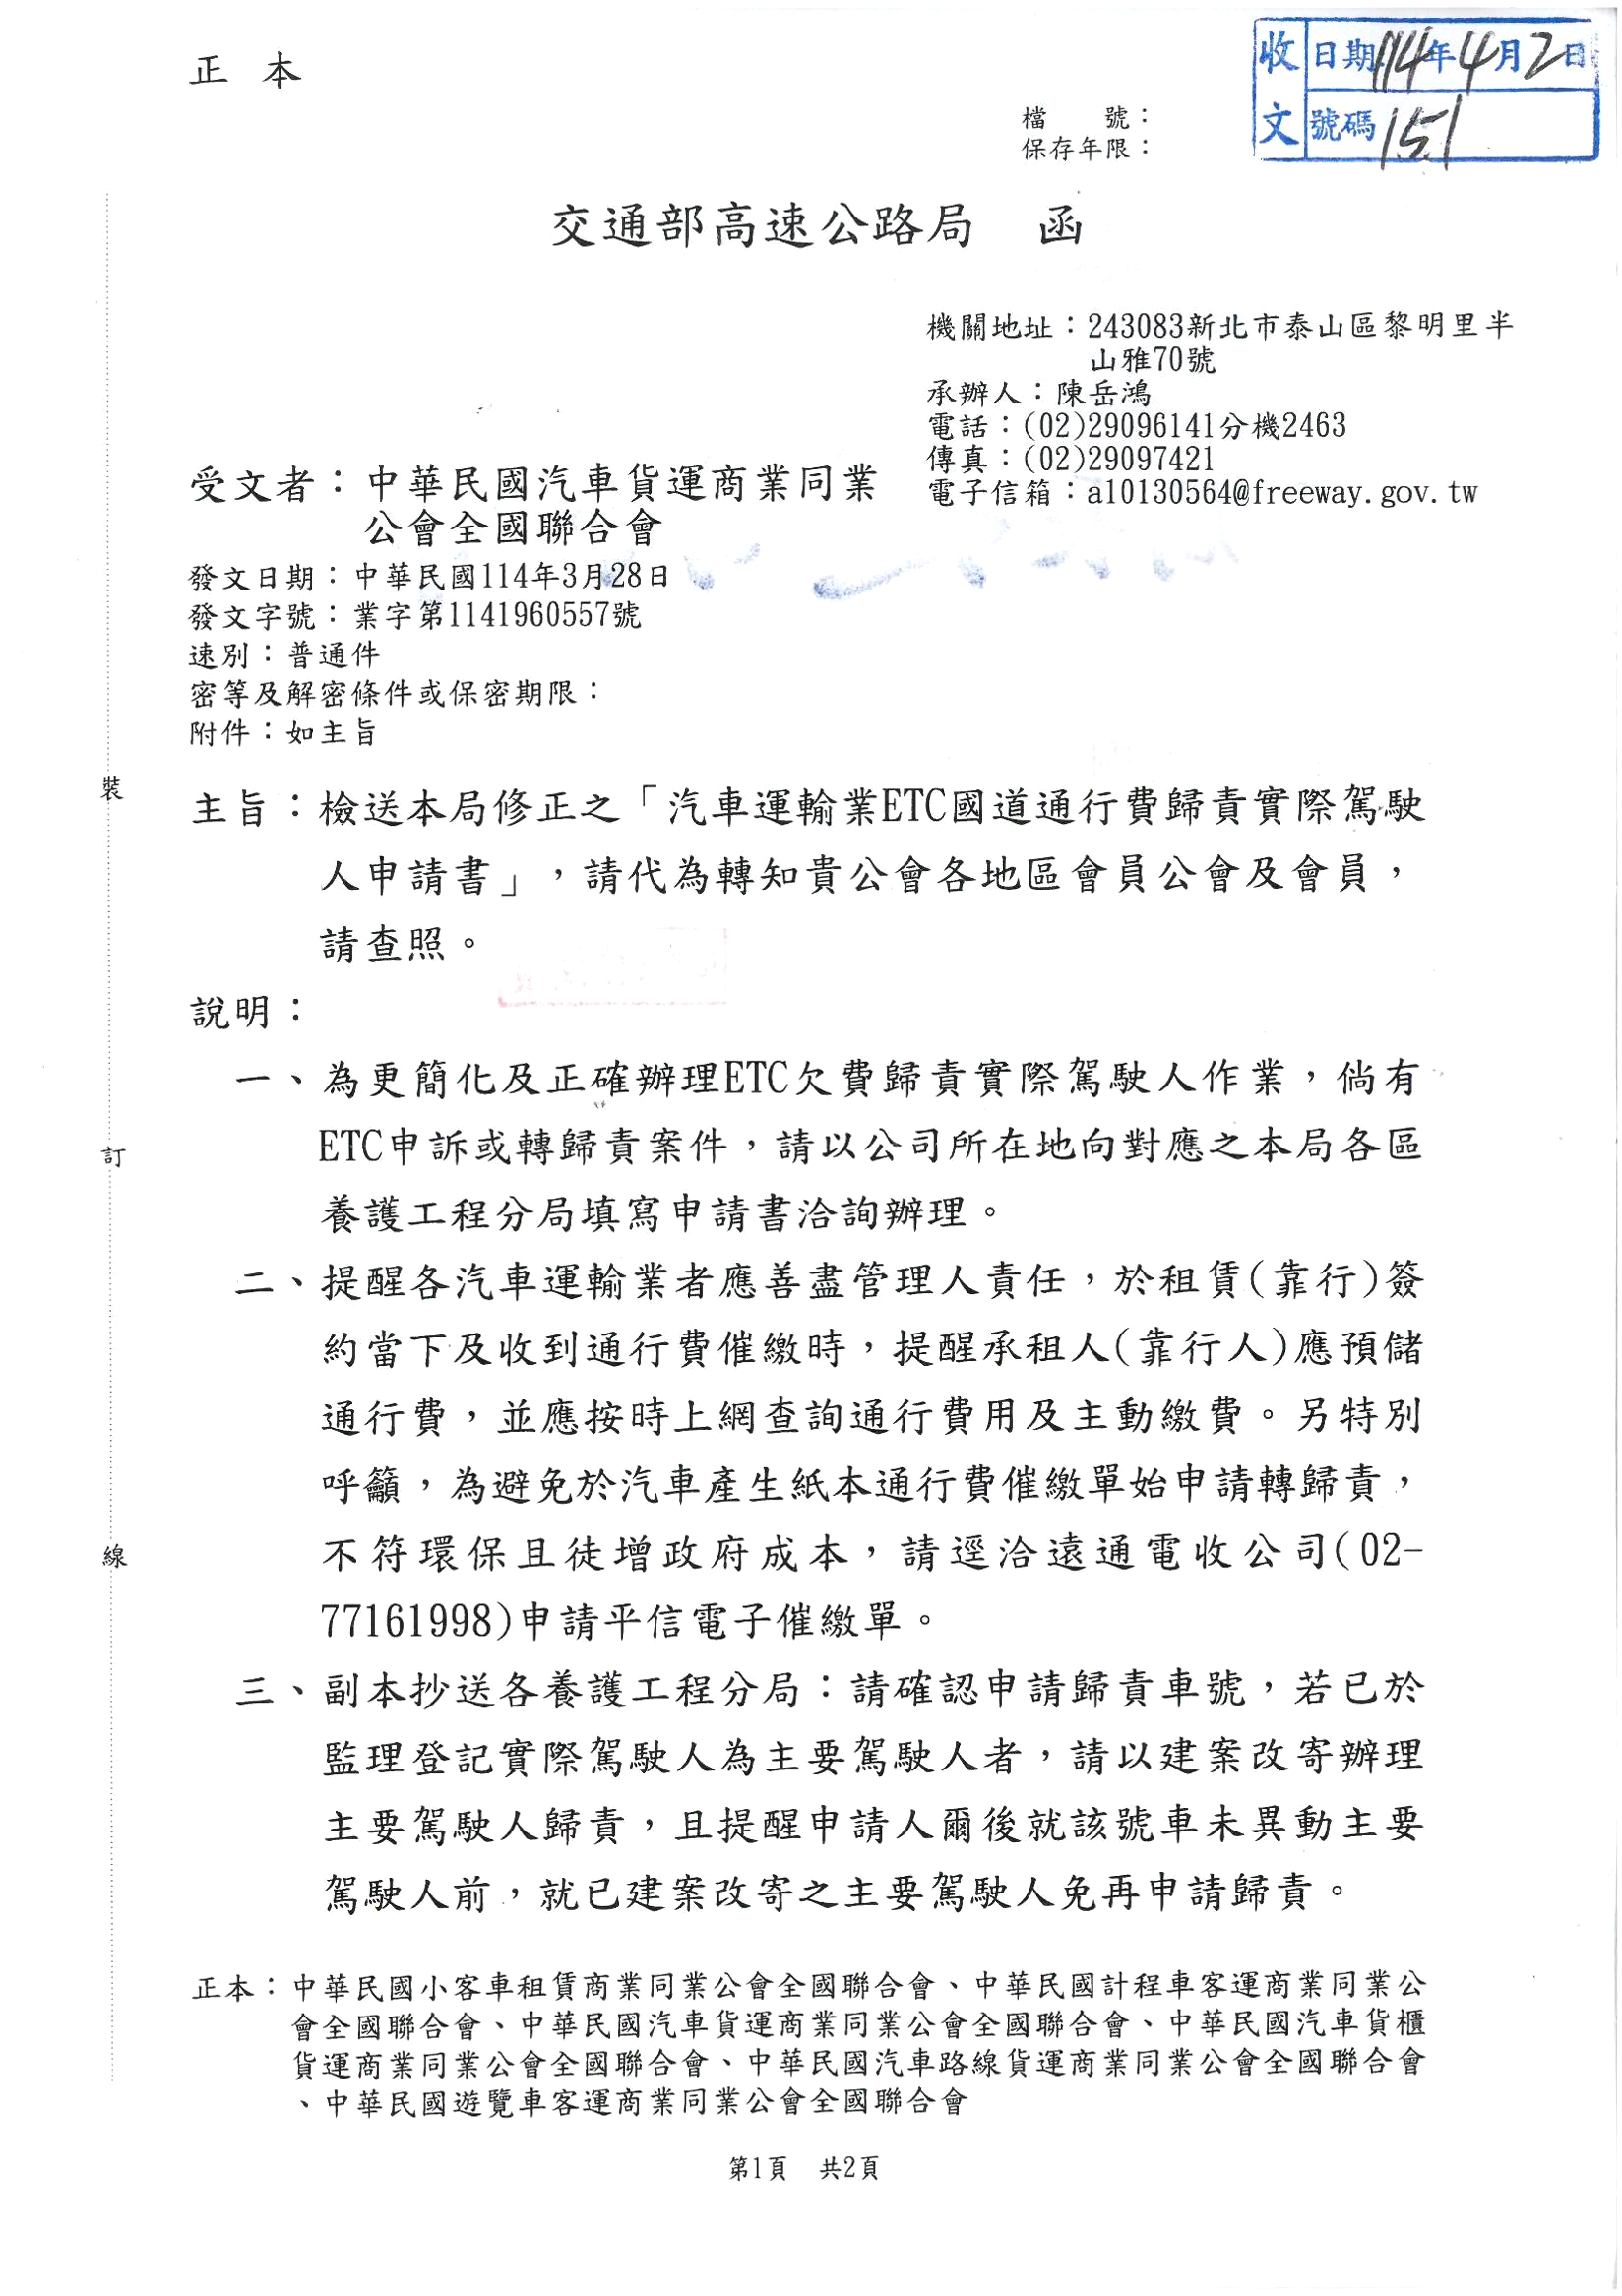 正本
收文 日期 114年4月2日
號碼 151
檔　　號：
保存年限：
交通部高速公路局　函
機關地址：243083新北市泰山區黎明里半
山雅70號
承辦人：陳岳鴻
電話：(02)29096141分機2463
傳真：(02)29097421
電子信箱：a10130564@freeway.gov.tw
受文者：中華民國汽車貨運商業同業
公會全國聯合會
發文日期：中華民國114年3月28日
發文字號：業字第1141960557號
速別：普通件
密等及解密條件或保密期限：
附件：如主旨
主旨：檢送本局修正之「汽車運輸業ETC國道通行費歸責實際駕駛
人申請書」，請代為轉知貴公會各地區會員公會及會員，
請查照。
說明：
一、為更簡化及正確辦理ETC欠費歸責實際駕駛人作業，倘有
ETC申訴或轉歸責案件，請以公司所在地向對應之本局各區
養護工程分局填寫申請書洽詢辦理。
二、提醒各汽車運輸業者應善盡管理人責任，於租賃(靠行)簽
約當下及收到通行費催繳時，提醒承租人(靠行人)應預儲
通行費，並應按時上網查詢通行費用及主動繳費。另特別
呼籲，為避免於汽車產生紙本通行費催繳單始申請轉歸責，
不符環保且徒增政府成本，請逕洽遠通電收公司(02-
77161998)申請平信電子催繳單。
三、副本抄送各養護工程分局：請確認申請歸責車號，若已於
監理登記實際駕駛人為主要駕駛人者，請以建案改寄辦理
主要駕駛人歸責，且提醒申請人爾後就該號車未異動主要
駕駛人前，就已建案改寄之主要駕駛人免再申請歸責。
正本：中華民國小客車租賃商業同業公會全國聯合會、中華民國計程車客運商業同業公
會全國聯合會、中華民國汽車貨運商業同業公會全國聯合會、中華民國汽車貨櫃
貨運商業同業公會全國聯合會、中華民國汽車路線貨運商業同業公會全國聯合會
、中華民國遊覽車客運商業同業公會全國聯合會
第1頁　共2頁
裝
訂
線